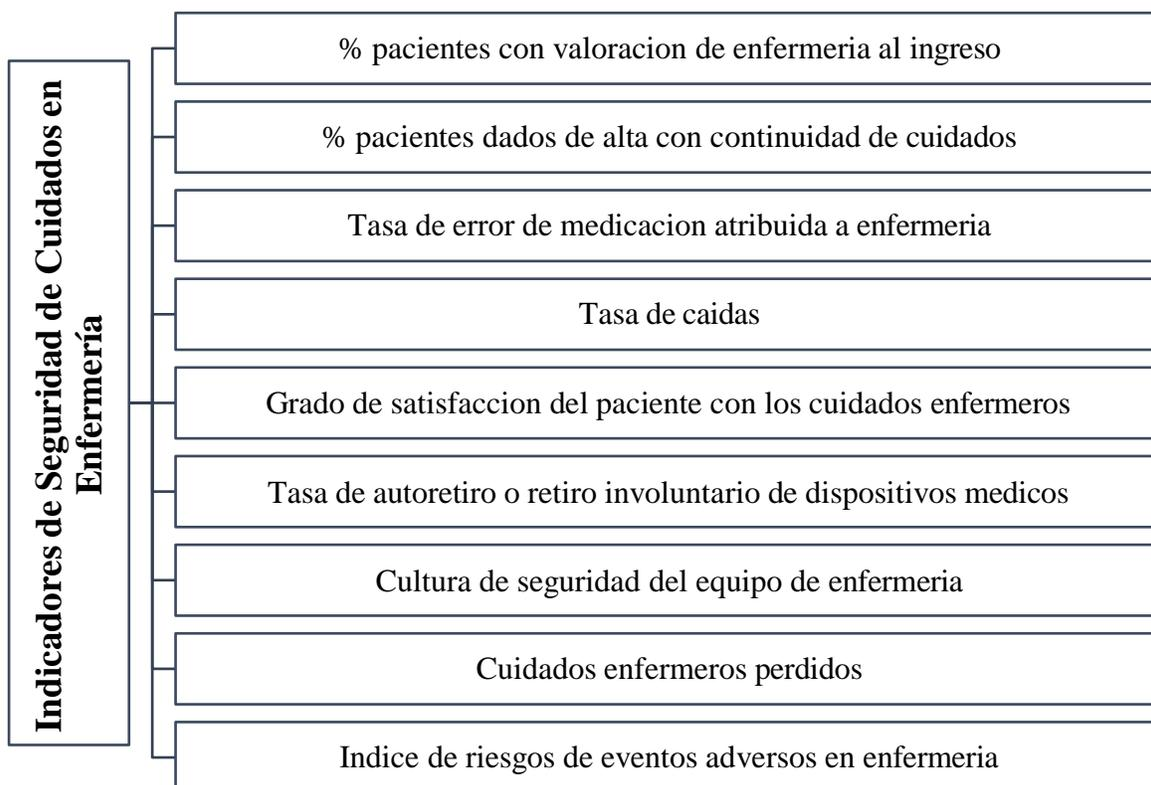 Indicadores de Seguridad de Cuidados en
Enfermería
% pacientes con valoracion de enfermeria al ingreso
% pacientes dados de alta con continuidad de cuidados
Tasa de error de medicacion atribuida a enfermeria
Tasa de caidas
Grado de satisfaccion del paciente con los cuidados enfermeros
Tasa de autoretiro o retiro involuntario de dispositivos medicos
Cultura de seguridad del equipo de enfermeria
Cuidados enfermeros perdidos
Indice de riesgos de eventos adversos en enfermeria